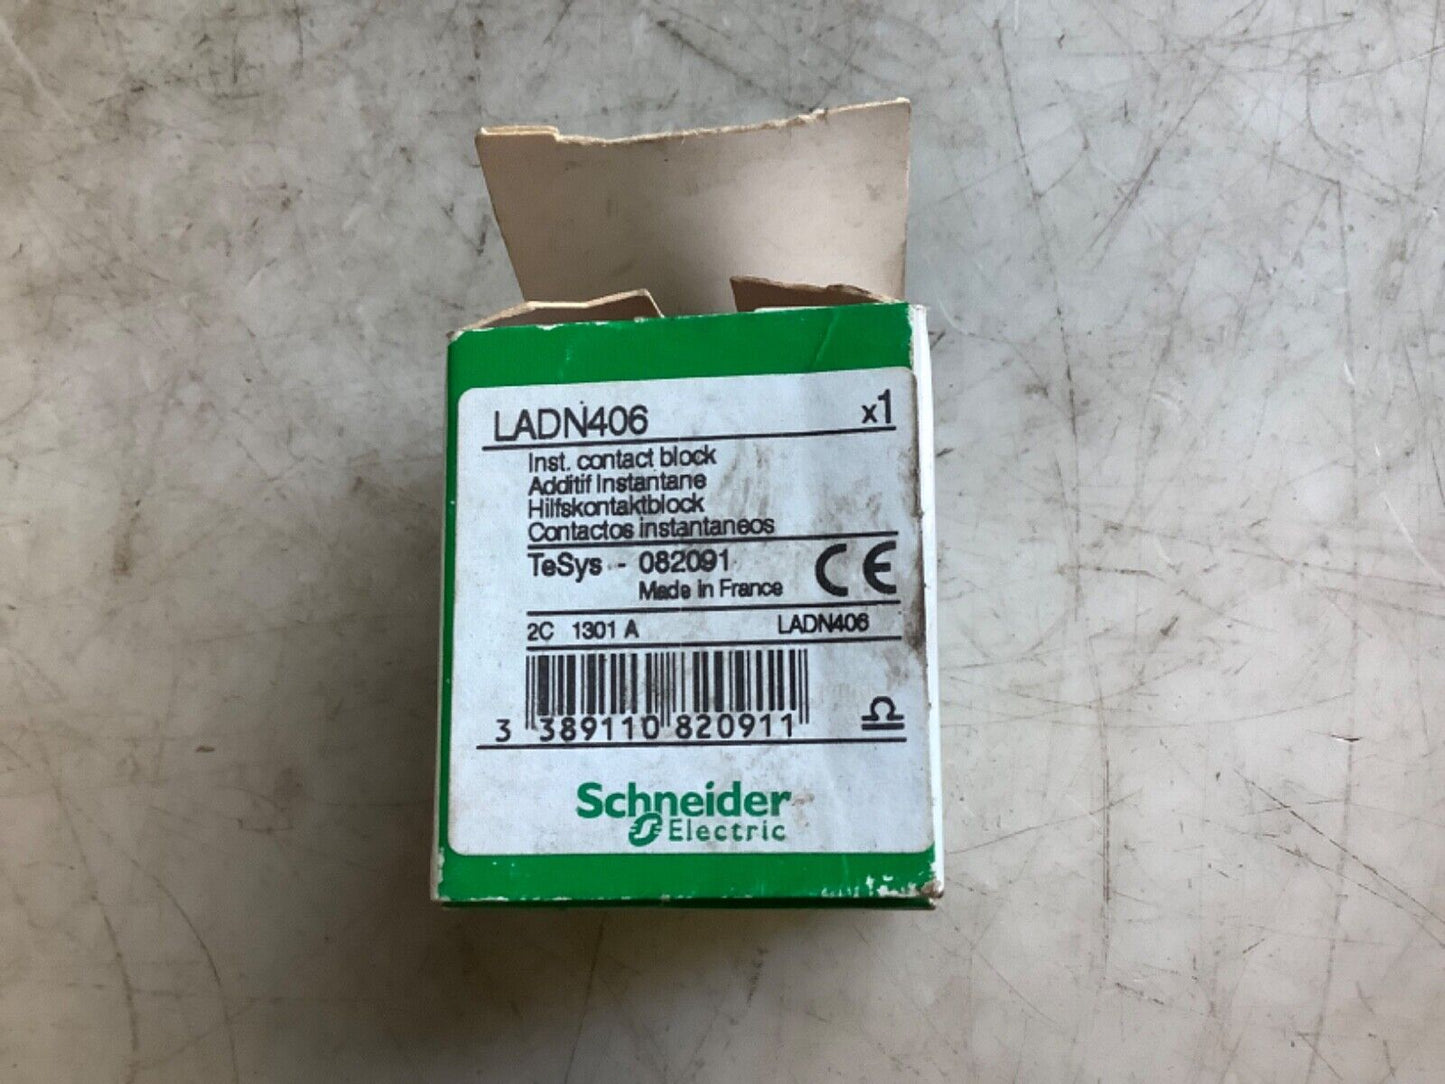 LADN406 x1
Inst. contact block
Additif Instantane
Hilfskontaktblock
Contactos instantaneos
TeSys - 082091 CE
Made in France
2C 1301 A LADN406
3 389110 820911
Schneider
Electric